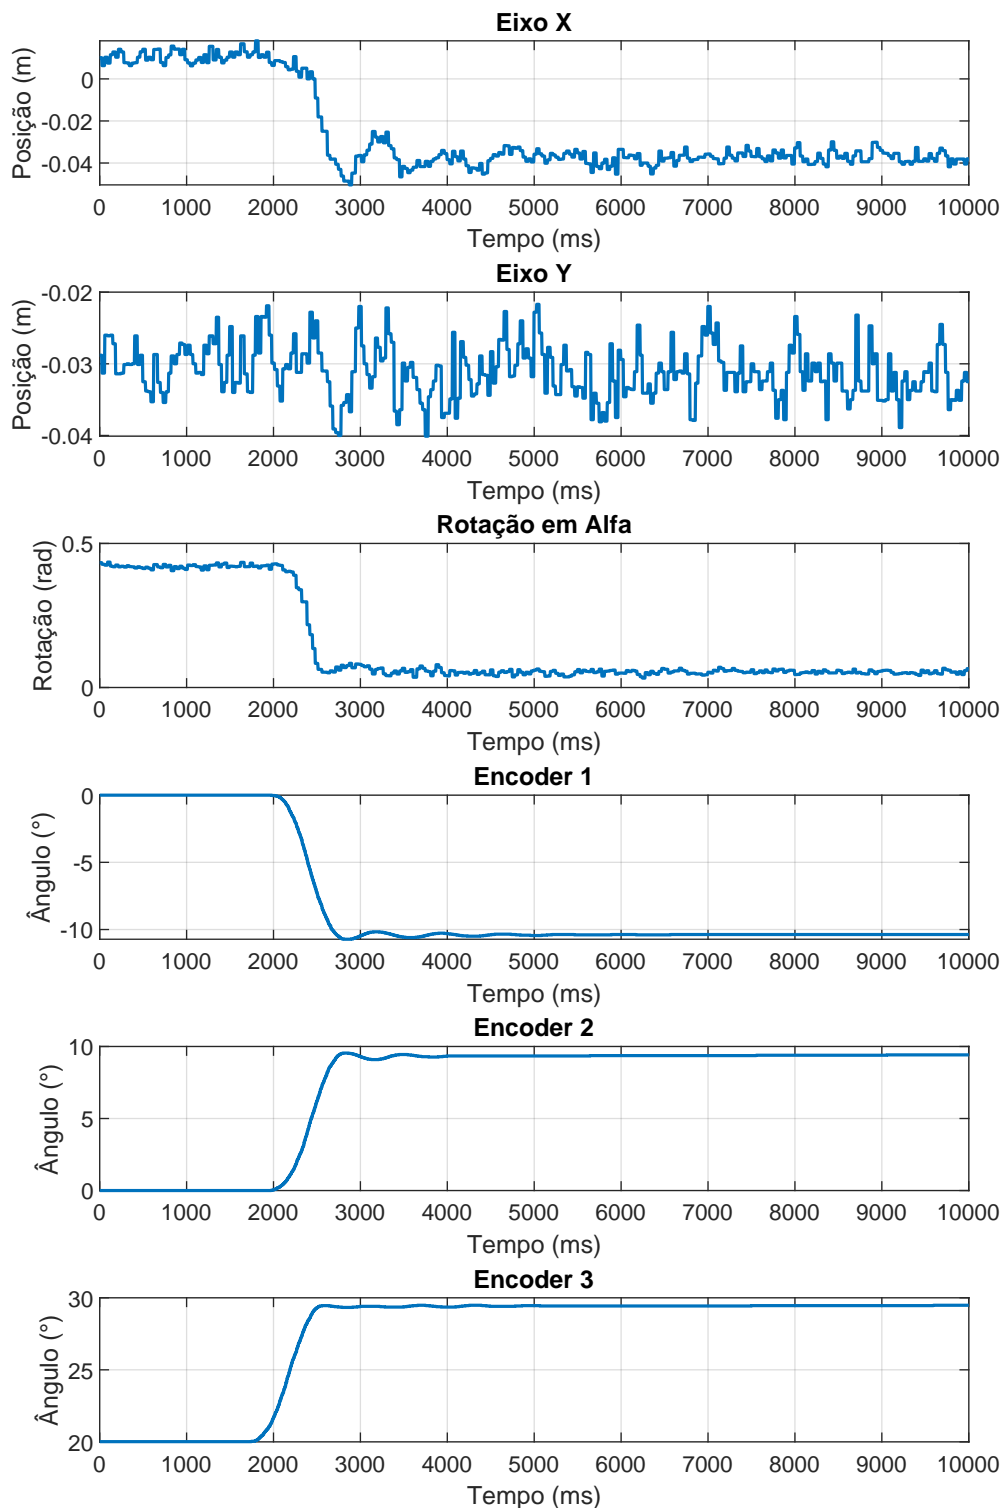 Eixo X
Posição (m)
0
-0.02
-0.04
0 1000 2000 3000 4000 5000 6000 7000 8000 9000 10000
Tempo (ms)
Eixo Y
Posição (m)
-0.02
-0.03
-0.04
0 1000 2000 3000 4000 5000 6000 7000 8000 9000 10000
Tempo (ms)
Rotação em Alfa
Rotação (rad)
0.5
0
0 1000 2000 3000 4000 5000 6000 7000 8000 9000 10000
Tempo (ms)
Encoder 1
Ângulo (°)
0
-5
-10
0 1000 2000 3000 4000 5000 6000 7000 8000 9000 10000
Tempo (ms)
Encoder 2
Ângulo (°)
10
5
0
0 1000 2000 3000 4000 5000 6000 7000 8000 9000 10000
Tempo (ms)
Encoder 3
Ângulo (°)
30
25
20
0 1000 2000 3000 4000 5000 6000 7000 8000 9000 10000
Tempo (ms)